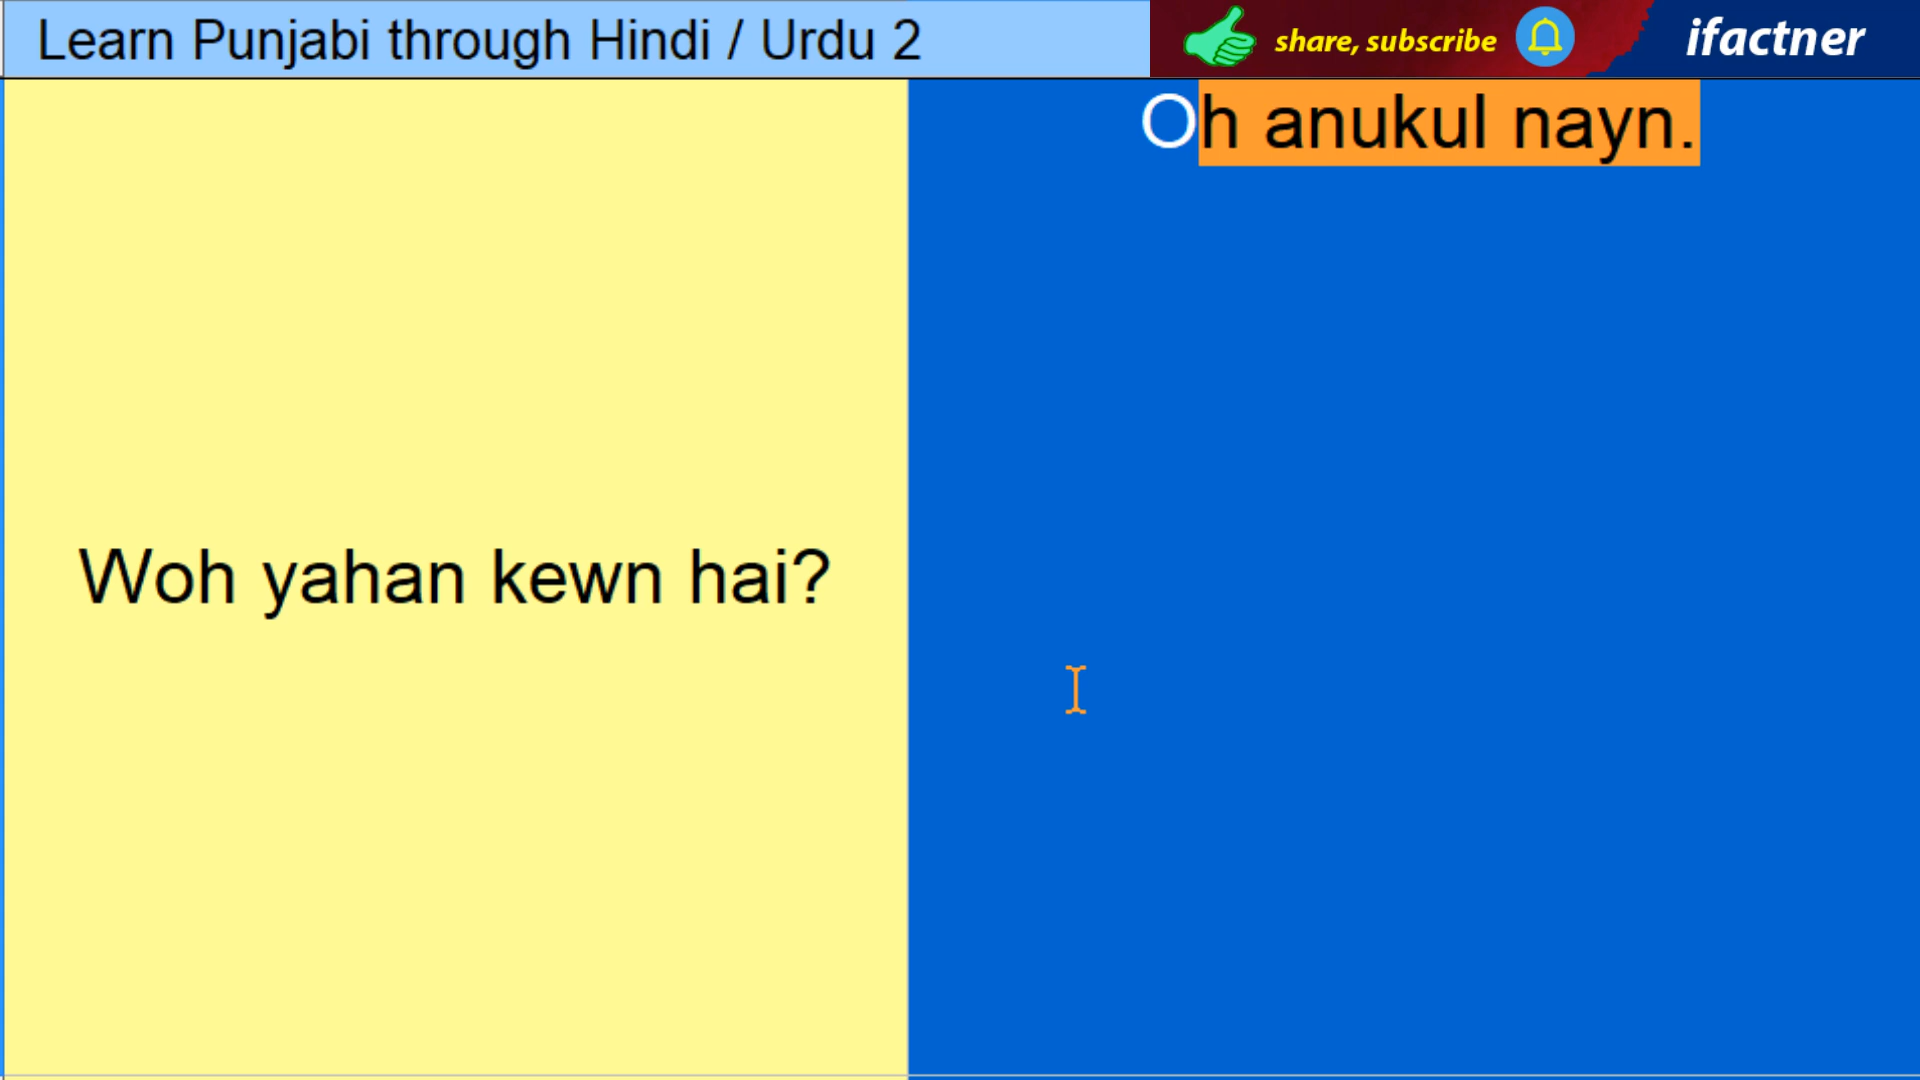 Learn Punjabi through Hindi / Urdu 2
share, subscribe
ifactner
Oh anukul nayn.
Woh yahan kewn hai?